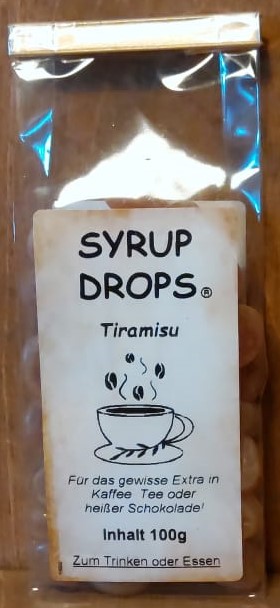 SYRUP
DROPS®
Tiramisu
Für das gewisse Extra in
Kaffee Tee oder
heißer Schokolade!
Inhalt 100g
Zum Trinken oder Essen